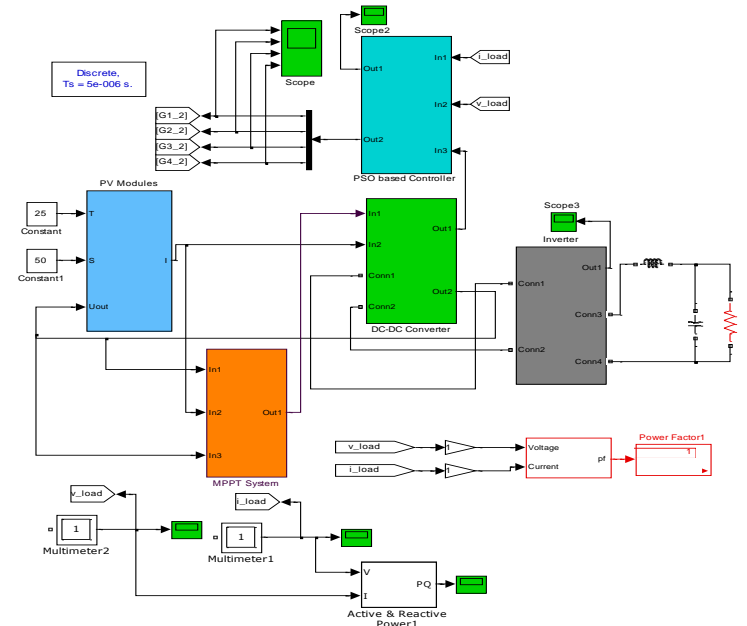 Discrete,
Ts = 5e-006 s.
Scope
Scope2
Out1
Out2
In1
In2
In3
PSO based Controller
i_load
v_load
[G1_2]
[G2_2]
[G3_2]
[G4_2]
PV Modules
25
Constant
50
Constant1
T
S
I
Uout
In1
In2
Conn1
Conn2
Out1
Out2
DC-DC Converter
Scope3
Inverter
Out1
Conn1
Conn2
Conn3
Conn4
In1
In2
In3
Out1
MPPT System
v_load
1
i_load
1
Voltage
Current
pf
Power Factor1
1
v_load
1
Multimeter2
i_load
1
Multimeter1
V
I
PQ
Active & Reactive
Power1